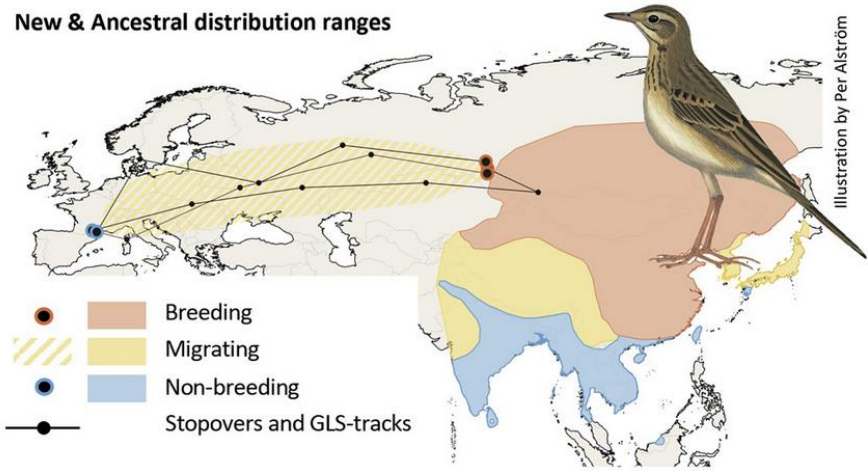 New & Ancestral distribution ranges
Illustration by Per Alström
Breeding
Migrating
Non-breeding
Stopovers and GLS-tracks